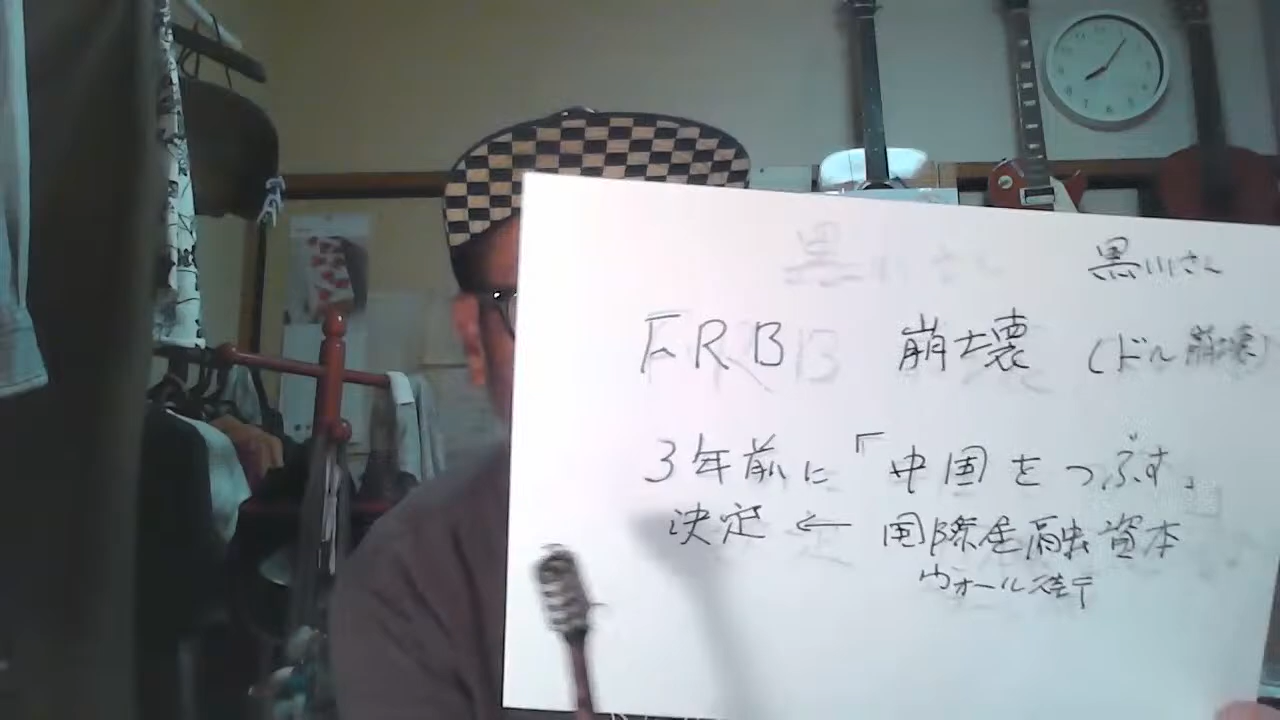 黒川さん
FRB 崩壊 (ドル崩壊)
3年前に「中国をつぶす」
決定 ← 国際金融資本
ウォールス街